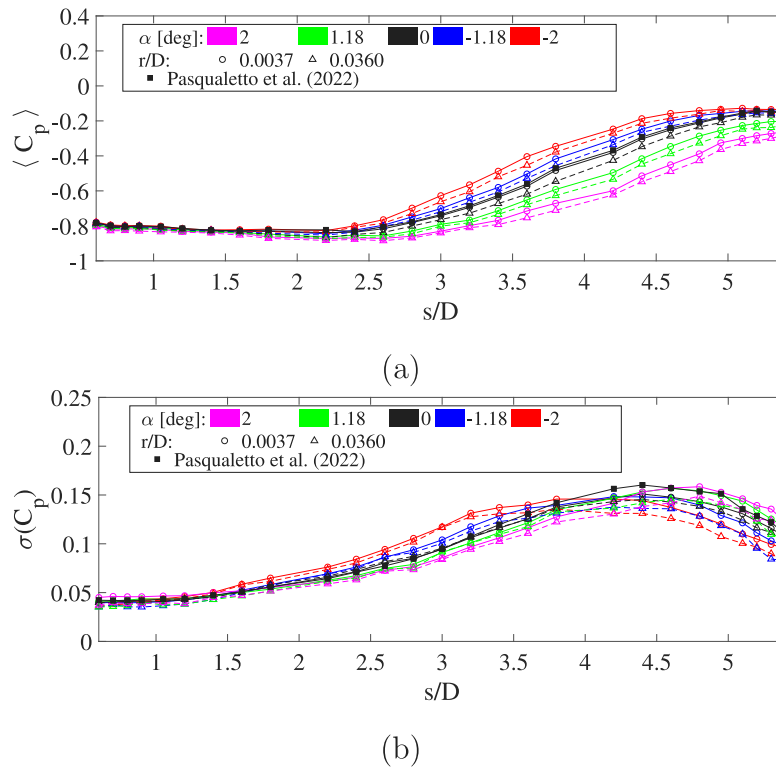 (a)
0.4
0.2
0
-0.2
-0.4
-0.6
-0.8
-1
⟨ C_p ⟩
α [deg]: 2 1.18 0 -1.18 -2
r/D: 0.0037 0.0360
Pasqualetto et al. (2022)
1 1.5 2 2.5 3 3.5 4 4.5 5
s/D
(a)
0.25
0.2
0.15
0.1
0.05
0
σ(C_p)
α [deg]: 2 1.18 0 -1.18 -2
r/D: 0.0037 0.0360
Pasqualetto et al. (2022)
1 1.5 2 2.5 3 3.5 4 4.5 5
s/D
(b)